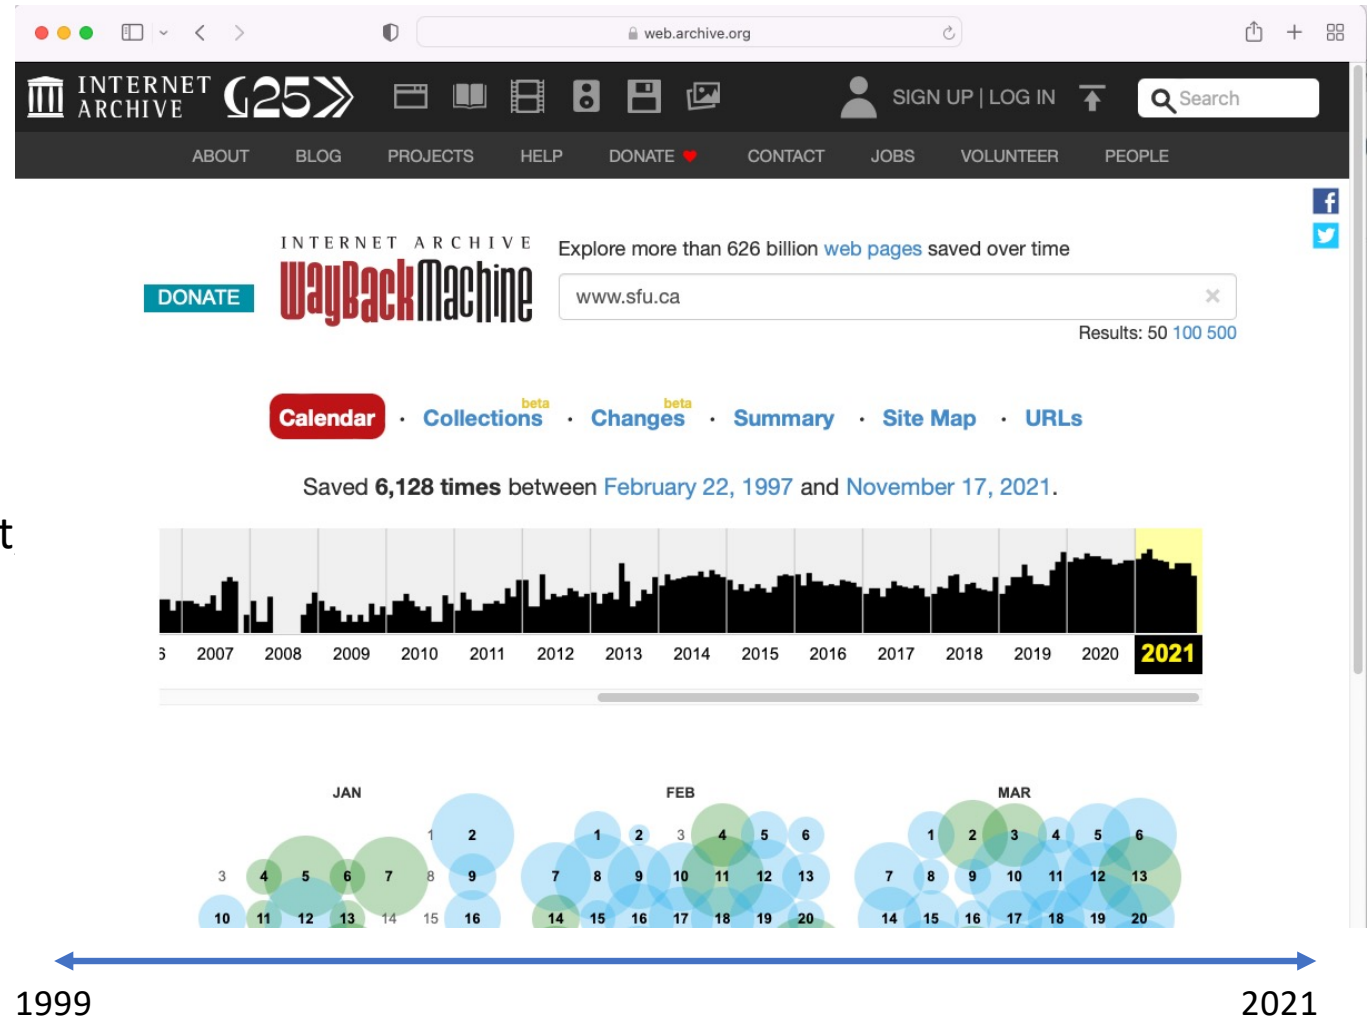 web.archive.org
INTERNET
ARCHIVE
25
SIGN UP | LOG IN
Search
ABOUT BLOG PROJECTS HELP DONATE CONTACT JOBS VOLUNTEER PEOPLE
INTERNET ARCHIVE
WayBackMachine
DONATE
Explore more than 626 billion web pages saved over time
www.sfu.ca
Results: 50 100 500
Calendar · Collections beta · Changes beta · Summary · Site Map · URLs
Saved 6,128 times between February 22, 1997 and November 17, 2021.
t
6 2007 2008 2009 2010 2011 2012 2013 2014 2015 2016 2017 2018 2019 2020 2021
JAN FEB MAR
1 2 1 2 3 4 5 6 1 2 3 4 5 6
3 4 5 6 7 8 9 7 8 9 10 11 12 13 7 8 9 10 11 12 13
10 11 12 13 14 15 16 14 15 16 17 18 19 20 14 15 16 17 18 19 20
1999 2021